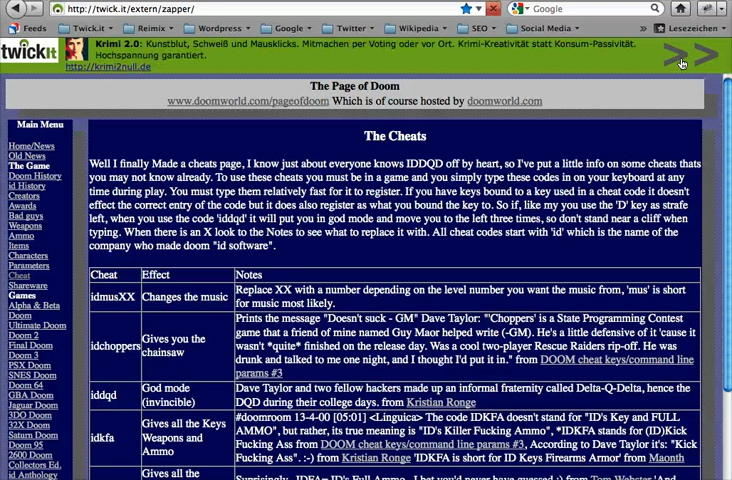 http://twick.it/extern/zapper/
Google
Feeds
Twick.it
Reimix
Wordpress
Google
Twitter
Wikipedia
SEO
Social Media
Lesezeichen
twickit
Krimi 2.0: Kunstblut, Schweiß und Mausklicks. Mitmachen per Voting oder vor Ort. Krimi-Kreativität statt Konsum-Passivität.
Hochspannung garantiert.
http://krimi2null.de
>>
The Page of Doom
www.doomworld.com/pageofdoom Which is of course hosted by doomworld.com
Main Menu
Home/News
Old News
The Game
Doom History
id History
Creators
Awards
Bad guys
Weapons
Ammo
Items
Characters
Parameters
Cheat
Shareware
Games
Alpha & Beta
Doom
Ultimate Doom
Doom 2
Final Doom
Doom 3
PSX Doom
SNES Doom
Doom 64
GBA Doom
Jaguar Doom
3DO Doom
32X Doom
Saturn Doom
Doom 95
2600 Doom
Collectors Ed.
id Anthology
The Cheats
Well I finally Made a cheats page, I know just about everyone knows IDDQD off by heart, so I've put a little info on some cheats thats
you may not know already. To use these cheats you must be in a game and you simply type these codes in on your keyboard at any
time during play. You must type them relatively fast for it to register. If you have keys bound to a key used in a cheat code it doesn't
effect the correct entry of the code but it does also register as what you bound the key to. So if, like my you use the 'D' key as strafe
left, when you use the code 'iddqd' it will put you in god mode and move you to the left three times, so don't stand near a cliff when
typing. When there is an X look to the Notes to see what to replace it with. All cheat codes start with 'id' which is the name of the
company who made doom "id software".
Cheat Effect Notes
idmusXX Changes the music
Replace XX with a number depending on the level number you want the music from, 'mus' is short
for music most likely.
idchoppers Gives you the
chainsaw
Prints the message "Doesn't suck - GM" Dave Taylor: "'Choppers' is a State Programming Contest
game that a friend of mine named Guy Maor helped write (-GM). He's a little defensive of it 'cause it
wasn't *quite* finished on the release day. Was a cool two-player Rescue Raiders rip-off. He was
drunk and talked to me one night, and I thought I'd put it in." from DOOM cheat keys/command line
params #3
iddqd God mode
(invincible)
Dave Taylor and two fellow hackers made up an informal fraternity called Delta-Q-Delta, hence the
DQD during their college days. from Kristian Ronge
idkfa Gives all the Keys
Weapons and
Ammo
#doomroom 13-4-00 [05:01] <Linguica> The code IDKFA doesn't stand for "ID's Key and FULL
AMMO", but rather, its true meaning is "ID's Killer Fucking Ammo", *IDKFA stands for (ID)Kick
Fucking Ass from DOOM cheat keys/command line params #3, According to Dave Taylor it's: "Kick
Fucking Ass". :-) from Kristian Ronge 'IDKFA is short for ID Keys Firearms Armor' from Maonth
Gives all the